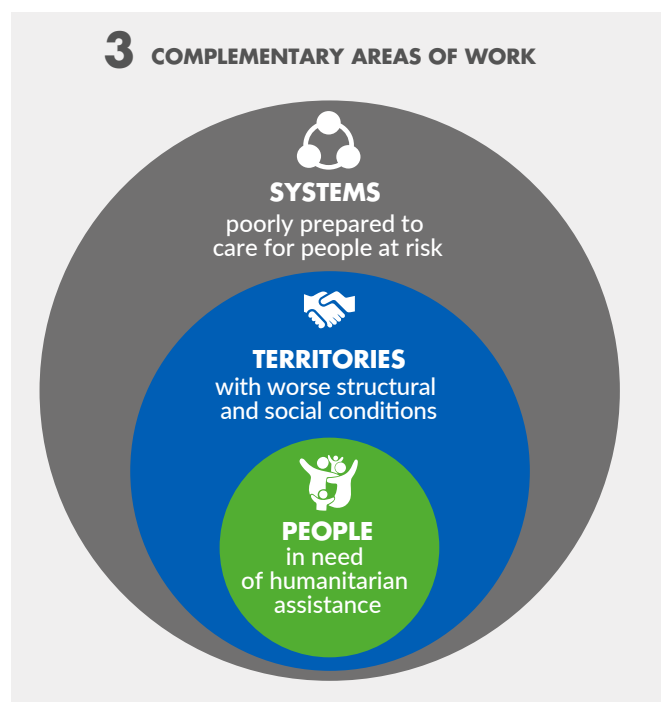 3 COMPLEMENTARY AREAS OF WORK
SYSTEMS
poorly prepared to
care for people at risk
TERRITORIES
with worse structural
and social conditions
PEOPLE
in need
of humanitarian
assistance